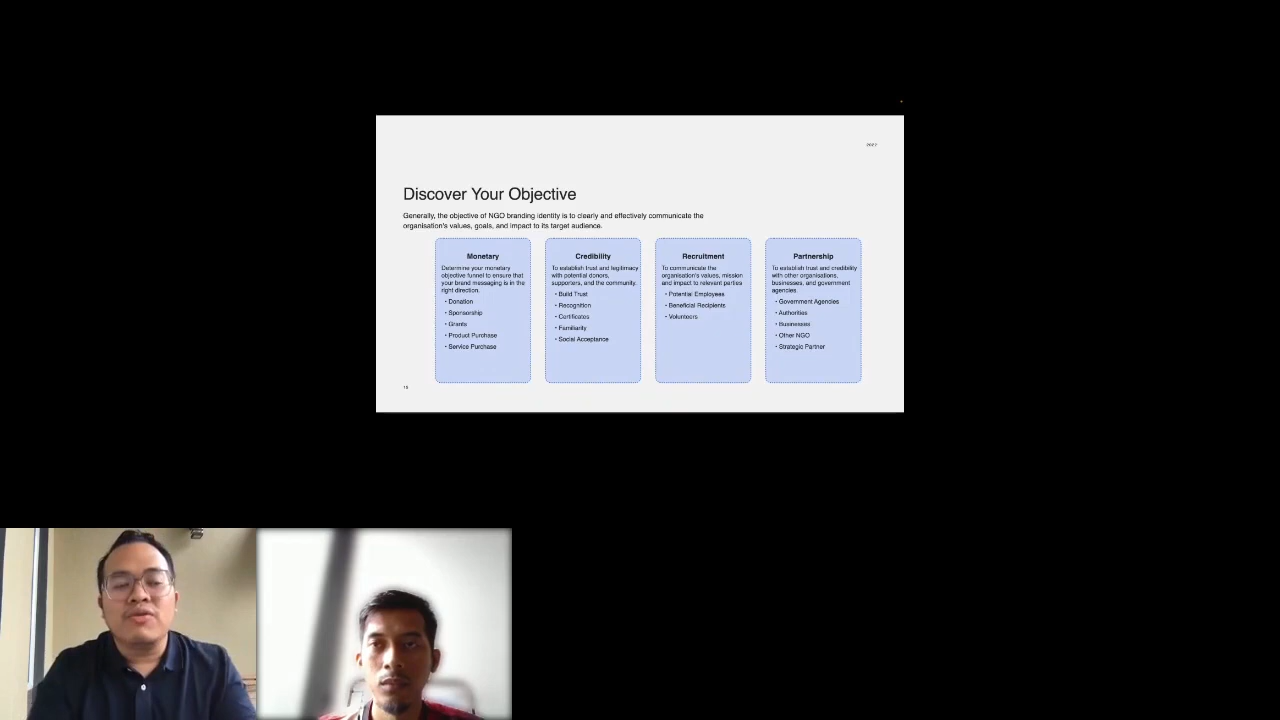 2022
Discover Your Objective
Generally, the objective of NGO branding identity is to clearly and effectively communicate the
organisation's values, goals, and impact to its target audience.
Monetary
Determine your monetary
objective funnel to ensure that
your brand messaging is in the
right direction.
• Donation
• Sponsorship
• Grants
• Product Purchase
• Service Purchase
Credibility
To establish trust and legitimacy
with potential donors,
supporters, and the community.
• Build Trust
• Recognition
• Certificates
• Familiarity
• Social Acceptance
Recruitment
To communicate the
organisation's values, mission
and impact to relevant parties
• Potential Employees
• Beneficial Recipients
• Volunteers
Partnership
To establish trust and credibility
with other organisations,
businesses, and government
agencies
• Government Agencies
• Authorities
• Businesses
• Other NGO
• Strategic Partner